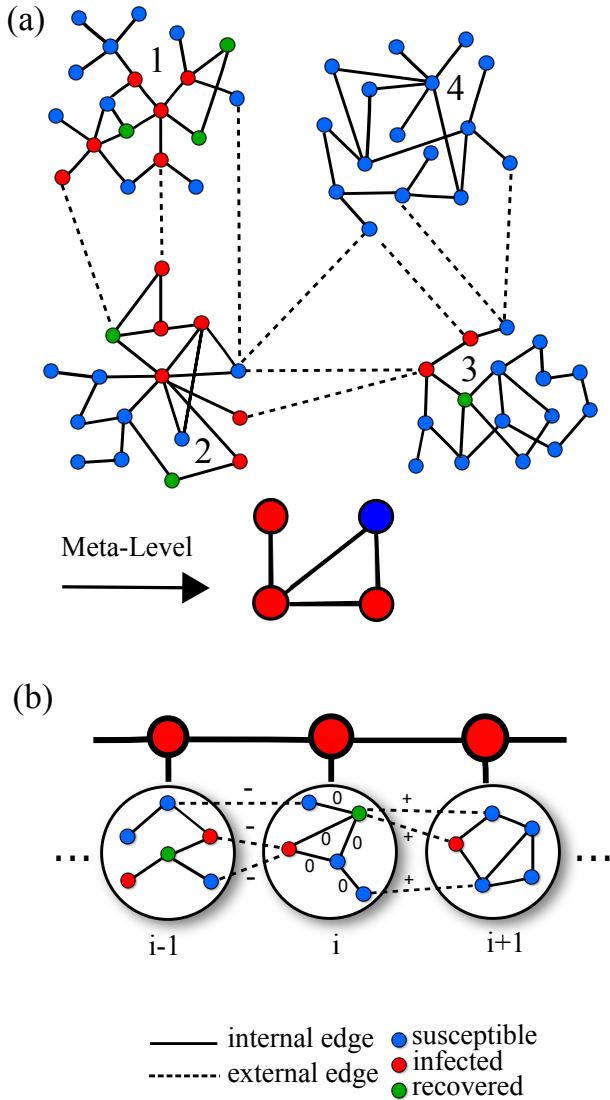 (a)
1
4
2
3
Meta-Level
(b)
- 0 +
- 0 0 +
0 0
- +
... ...
i-1 i i+1
internal edge susceptible
external edge infected
recovered